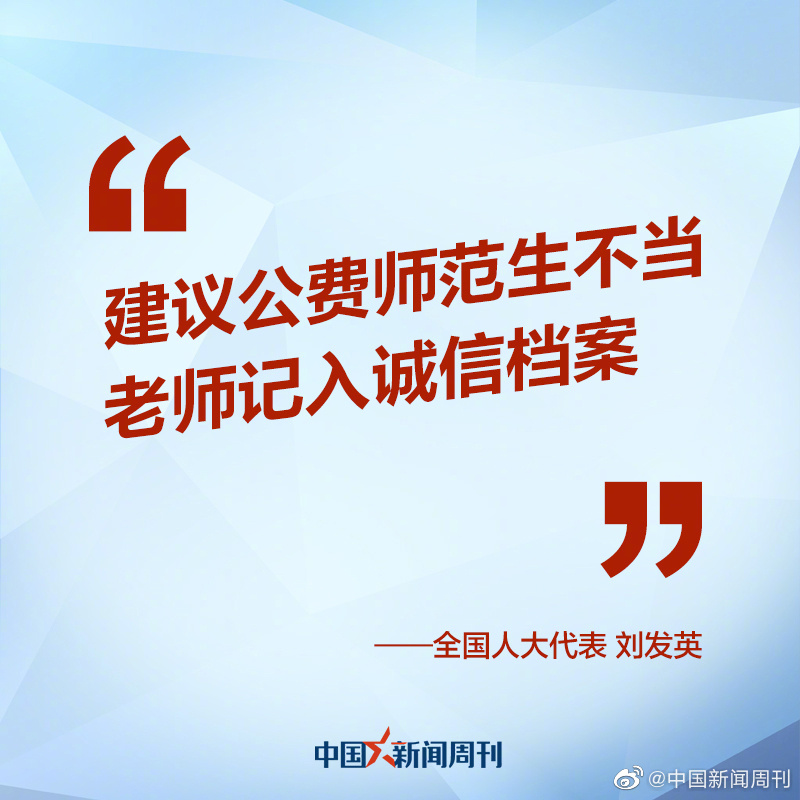 “
建议公费师范生不当
老师记入诚信档案
”
——全国人大代表 刘发英
中国新闻周刊
@中国新闻周刊